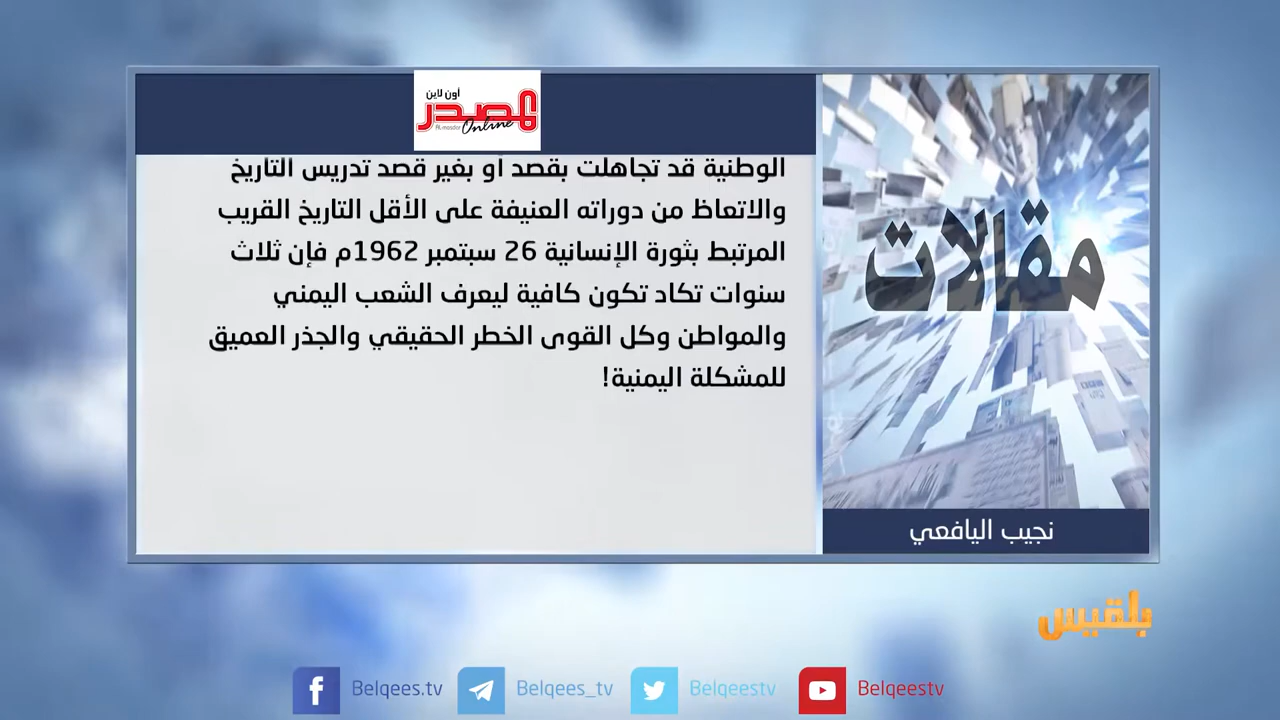 أون لاين
المصدر
Almasdar Online
الوطنية قد تجاهلت بقصد أو بغير قصد تدريس التاريخ
والاتعاظ من دوراته العنيفة على الأقل التاريخ القريب
المرتبط بثورة الإنسانية 26 سبتمبر 1962م فإن ثلاث
سنوات تكاد تكون كافية ليعرف الشعب اليمني
والمواطن وكل القوى الخطر الحقيقي والجذر العميق
للمشكلة اليمنية!
مقالات
نجيب اليافعي
بلقيس
Belqees.tv
Belqees_tv
Belqeestv
Belqeestv